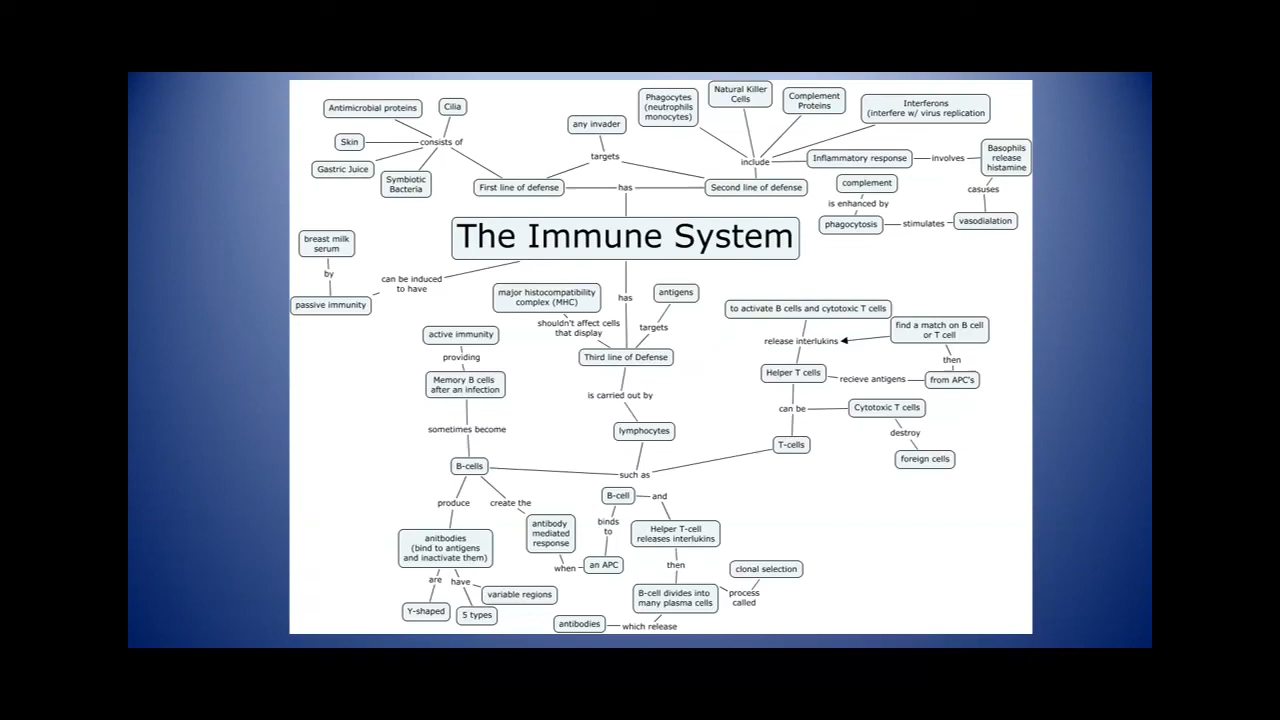 Antimicrobial proteins
Cilia
Skin
consists of
Gastric Juice
Symbiotic
Bacteria
any invader
targets
First line of defense
has
Second line of defense
Phagocytes
(neutrophils
monocytes)
Natural Killer
Cells
Complement
Proteins
Interferons
(interfere w/ virus replication
include
Inflammatory response
involves
Basophils
release
histamine
casuses
vasodialation
stimulates
phagocytosis
is enhanced by
complement
The Immune System
breast milk
serum
by
passive immunity
can be induced
to have
has
major histocompatibility
complex (MHC)
shouldn't affect cells
that display
antigens
targets
Third line of Defense
is carried out by
lymphocytes
such as
active immunity
providing
Memory B cells
after an infection
sometimes become
B-cells
to activate B cells and cytotoxic T cells
release interlukins
find a match on B cell
or T cell
then
from APC's
recieve antigens
Helper T cells
can be
Cytotoxic T cells
destroy
foreign cells
T-cells
produce
create the
anitbodies
(bind to antigens
and inactivate them)
are
have
Y-shaped
5 types
variable regions
antibody
mediated
response
when
an APC
binds
to
B-cell
and
Helper T-cell
releases interlukins
then
B-cell divides into
many plasma cells
process
called
clonal selection
which release
antibodies